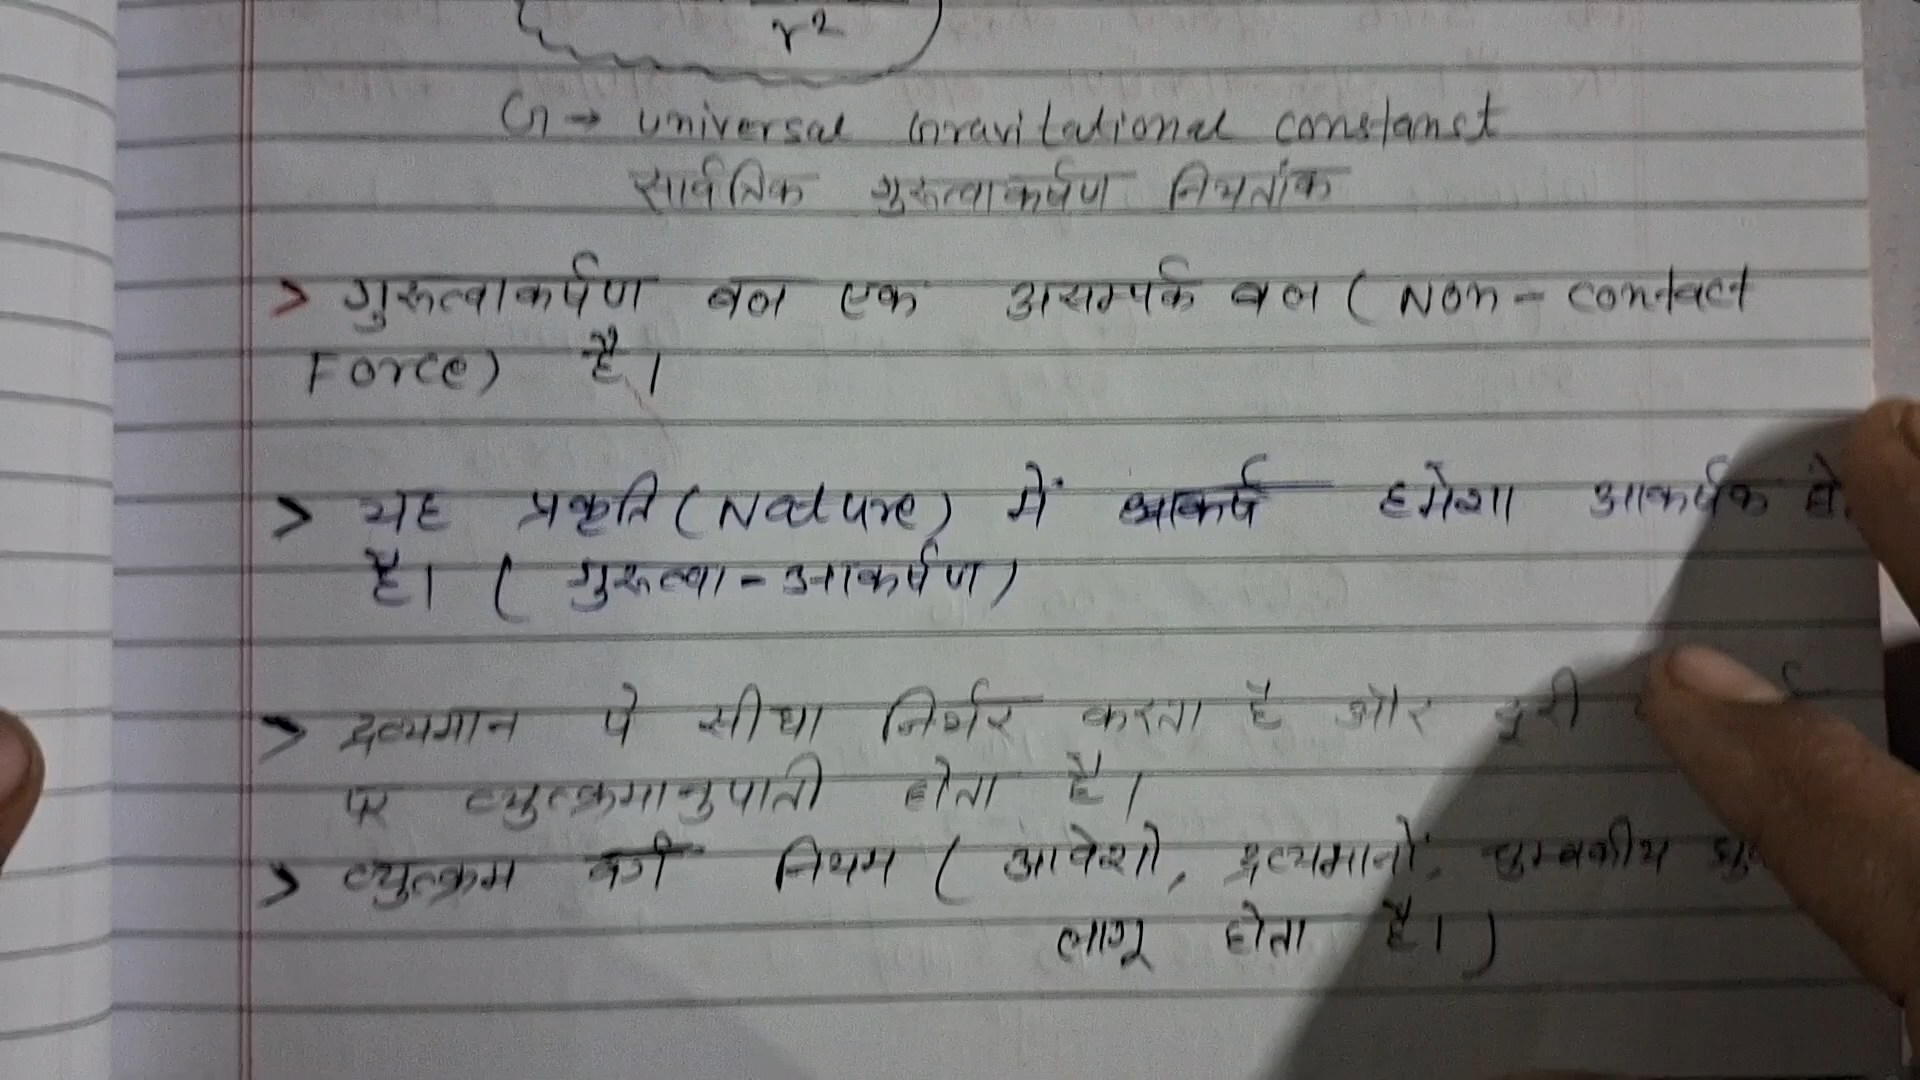 r²
G → universal Gravitational constanst
सार्वत्रिक गुरुत्वाकर्षण नियतांक
> गुरुत्वाकर्षण बल एक असम्पर्क बल ( Non - contact
Force) है।
> यह प्रकृति (Nature) में आकर्ष हमेशा आकर्षक
है। ( गुरुत्वा - आकर्षण)
> द्रव्यमान पे सीधा निर्भर करता है और दूरी
पर व्युत्क्रमानुपाती होता है।
> व्युत्क्रम वर्ग नियम ( आवेशो, द्रव्यमानों, चुम्बकीय
लागू होता है। )